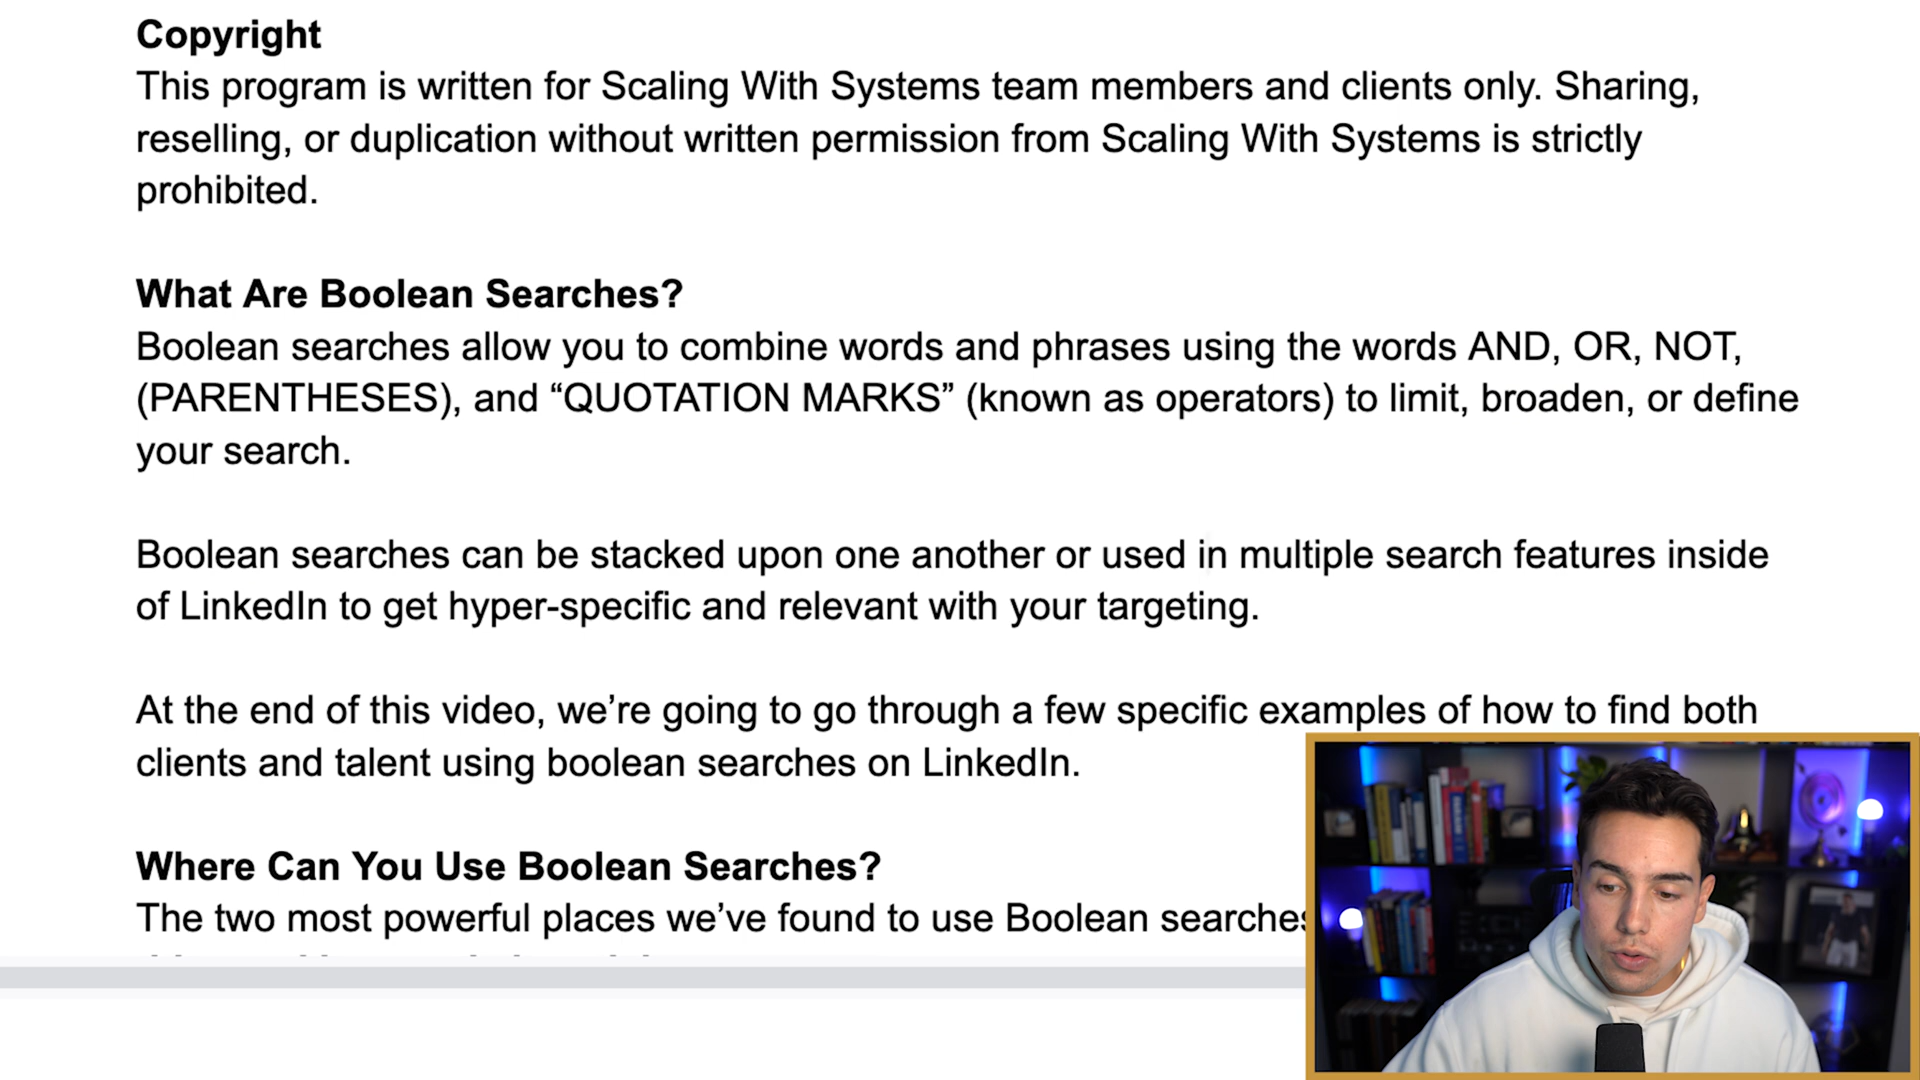 Copyright
This program is written for Scaling With Systems team members and clients only. Sharing,
reselling, or duplication without written permission from Scaling With Systems is strictly
prohibited.
What Are Boolean Searches?
Boolean searches allow you to combine words and phrases using the words AND, OR, NOT,
(PARENTHESES), and “QUOTATION MARKS” (known as operators) to limit, broaden, or define
your search.
Boolean searches can be stacked upon one another or used in multiple search features inside
of LinkedIn to get hyper-specific and relevant with your targeting.
At the end of this video, we’re going to go through a few specific examples of how to find both
clients and talent using boolean searches on LinkedIn.
Where Can You Use Boolean Searches?
The two most powerful places we’ve found to use Boolean searches